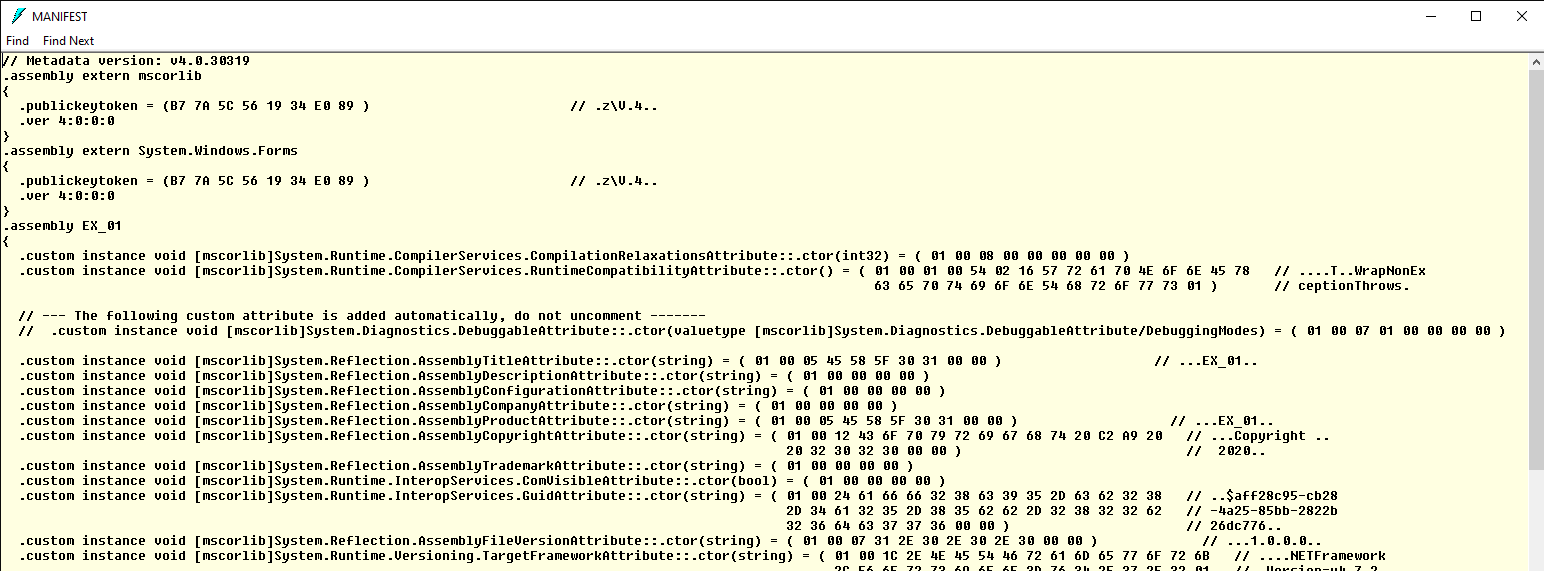 MANIFEST
Find Find Next
// Metadata version: v4.0.30319
.assembly extern mscorlib
{
  .publickeytoken = (B7 7A 5C 56 19 34 E0 89 )                         // .z\V.4..
  .ver 4:0:0:0
}
.assembly extern System.Windows.Forms
{
  .publickeytoken = (B7 7A 5C 56 19 34 E0 89 )                         // .z\V.4..
  .ver 4:0:0:0
}
.assembly EX_01
{
  .custom instance void [mscorlib]System.Runtime.CompilerServices.CompilationRelaxationsAttribute::.ctor(int32) = ( 01 00 08 00 00 00 00 00 )
  .custom instance void [mscorlib]System.Runtime.CompilerServices.RuntimeCompatibilityAttribute::.ctor() = ( 01 00 01 00 54 02 16 57 72 61 70 4E 6F 6E 45 78   // ....T..WrapNonEx
63 65 70 74 69 6F 6E 54 68 72 6F 77 73 01 )       // ceptionThrows.
  // --- The following custom attribute is added automatically, do not uncomment -------
  //  .custom instance void [mscorlib]System.Diagnostics.DebuggableAttribute::.ctor(valuetype [mscorlib]System.Diagnostics.DebuggableAttribute/DebuggingModes) = ( 01 00 07 01 00 00 00 00 )
  .custom instance void [mscorlib]System.Reflection.AssemblyTitleAttribute::.ctor(string) = ( 01 00 05 45 58 5F 30 31 00 00 )                   // ...EX_01..
  .custom instance void [mscorlib]System.Reflection.AssemblyDescriptionAttribute::.ctor(string) = ( 01 00 00 00 00 )
  .custom instance void [mscorlib]System.Reflection.AssemblyConfigurationAttribute::.ctor(string) = ( 01 00 00 00 00 )
  .custom instance void [mscorlib]System.Reflection.AssemblyCompanyAttribute::.ctor(string) = ( 01 00 00 00 00 )
  .custom instance void [mscorlib]System.Reflection.AssemblyProductAttribute::.ctor(string) = ( 01 00 05 45 58 5F 30 31 00 00 )                   // ...EX_01..
  .custom instance void [mscorlib]System.Reflection.AssemblyCopyrightAttribute::.ctor(string) = ( 01 00 12 43 6F 70 79 72 69 67 68 74 20 C2 A9 20   // ...Copyright ..
20 32 30 32 30 00 00 )                            //  2020..
  .custom instance void [mscorlib]System.Reflection.AssemblyTrademarkAttribute::.ctor(string) = ( 01 00 00 00 00 )
  .custom instance void [mscorlib]System.Runtime.InteropServices.ComVisibleAttribute::.ctor(bool) = ( 01 00 00 00 00 )
  .custom instance void [mscorlib]System.Runtime.InteropServices.GuidAttribute::.ctor(string) = ( 01 00 24 61 66 66 32 38 63 39 35 2D 63 62 32 38   // ..$aff28c95-cb28
2D 34 61 32 35 2D 38 35 62 62 2D 32 38 32 32 62   // -4a25-85bb-2822b
32 36 64 63 37 37 36 00 00 )                      // 26dc776..
  .custom instance void [mscorlib]System.Reflection.AssemblyFileVersionAttribute::.ctor(string) = ( 01 00 07 31 2E 30 2E 30 2E 30 00 00 )             // ...1.0.0.0..
  .custom instance void [mscorlib]System.Runtime.Versioning.TargetFrameworkAttribute::.ctor(string) = ( 01 00 1C 2E 4E 45 54 46 72 61 6D 65 77 6F 72 6B   // ....NETFramework
2C 56 65 72 73 69 6F 6E 3D 76 34 2E 37 2E 32 01   // ,Version=v4.7.2.